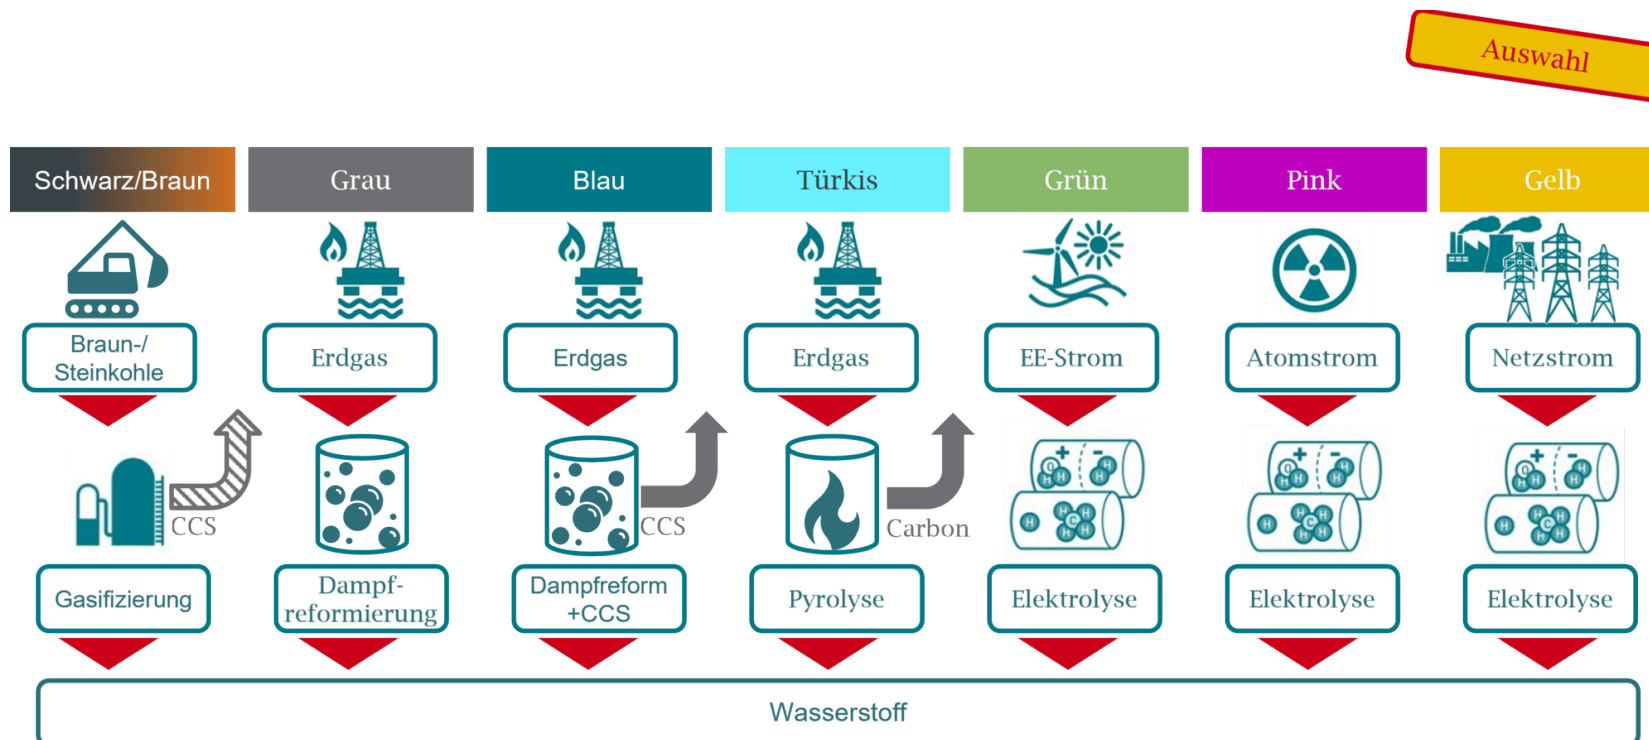 Auswahl
Schwarz/Braun
Grau
Blau
Türkis
Grün
Pink
Gelb
Braun-/
Steinkohle
Erdgas
Erdgas
Erdgas
EE-Strom
Atomstrom
Netzstrom
CCS
CCS
Carbon
+ -
O H H H
H C H H H H
+ -
O H H H
H C H H H H
+ -
O H H H
H C H H H H
Gasifizierung
Dampf-
reformierung
Dampfreform
+CCS
Pyrolyse
Elektrolyse
Elektrolyse
Elektrolyse
Wasserstoff